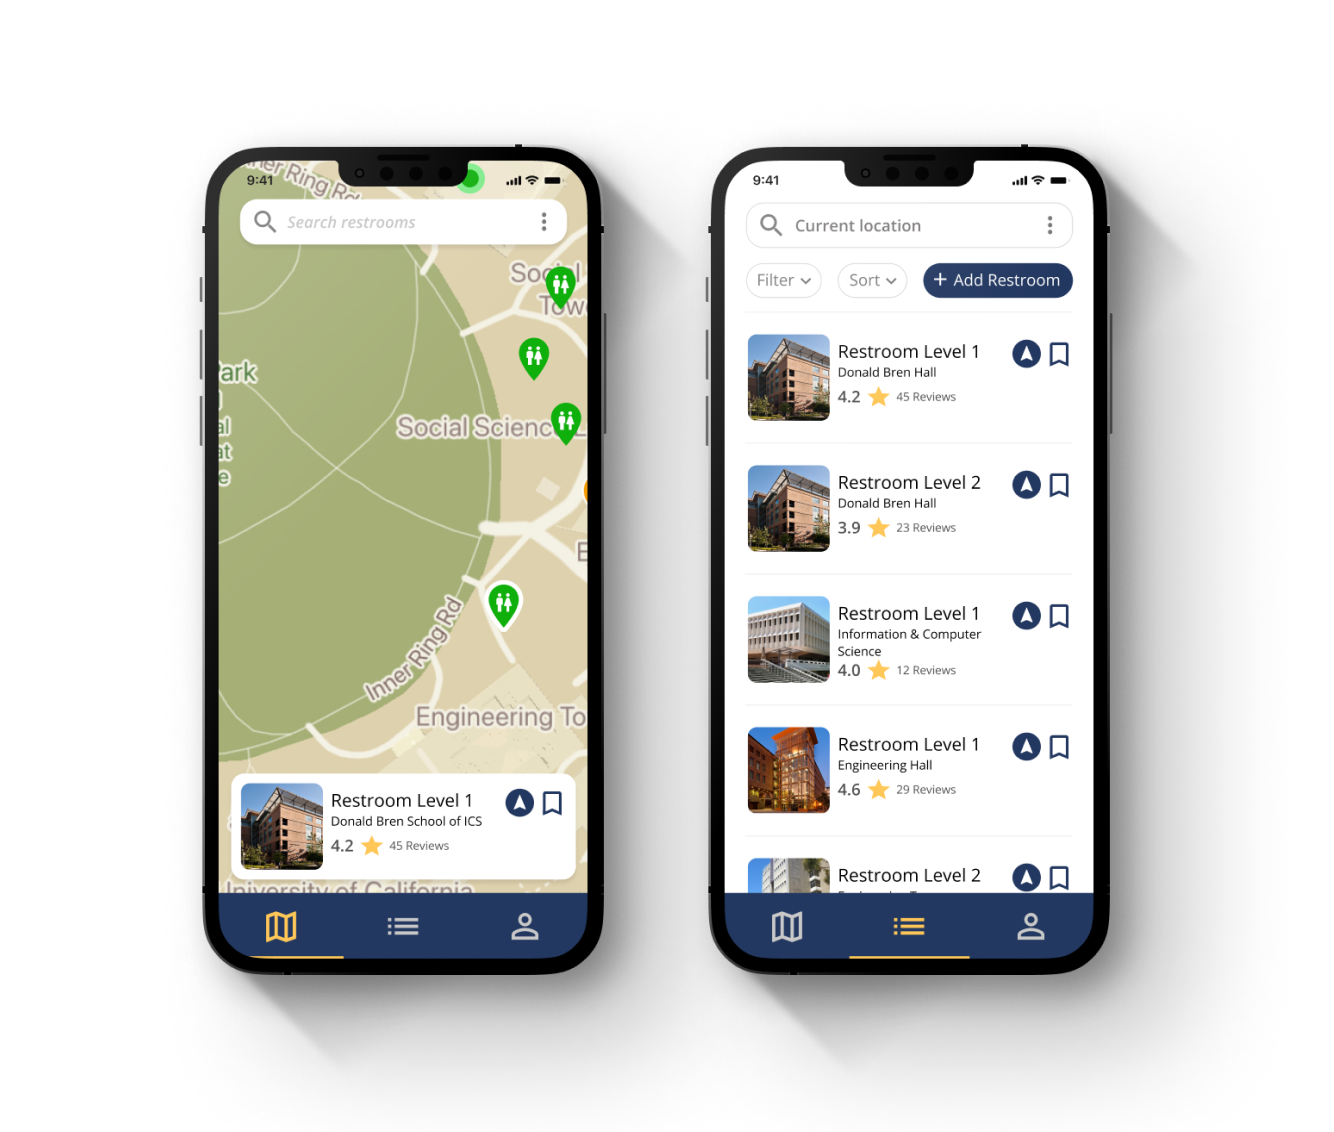 Inner Ring Rd
9:41
Search restrooms
Social
Tow
Park
al
at
e
Social Scienc
E
Inner Ring Rd
Engineering To
Restroom Level 1
Donald Bren School of ICS
4.2
45 Reviews
University of California
9:41
Current location
Filter
Sort
+ Add Restroom
Restroom Level 1
Donald Bren Hall
4.2
45 Reviews
Restroom Level 2
Donald Bren Hall
3.9
23 Reviews
Restroom Level 1
Information & Computer
Science
4.0
12 Reviews
Restroom Level 1
Engineering Hall
4.6
29 Reviews
Restroom Level 2